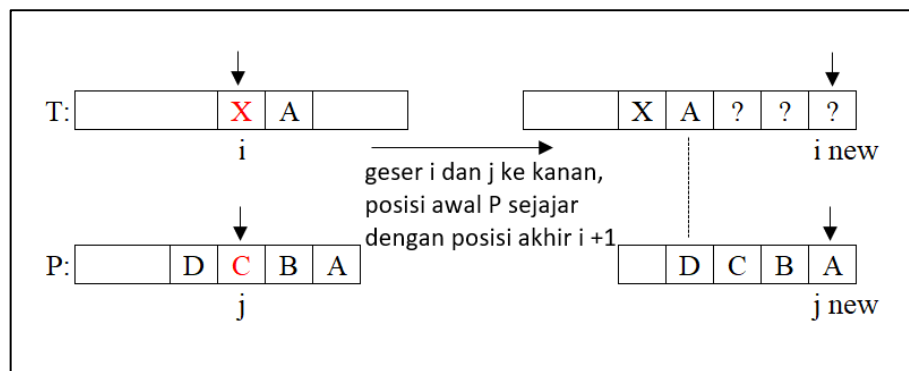 T: X A X A ? ? ?
i i new
geser i dan j ke kanan,
posisi awal P sejajar
dengan posisi akhir i +1
P: D C B A D C B A
j j new